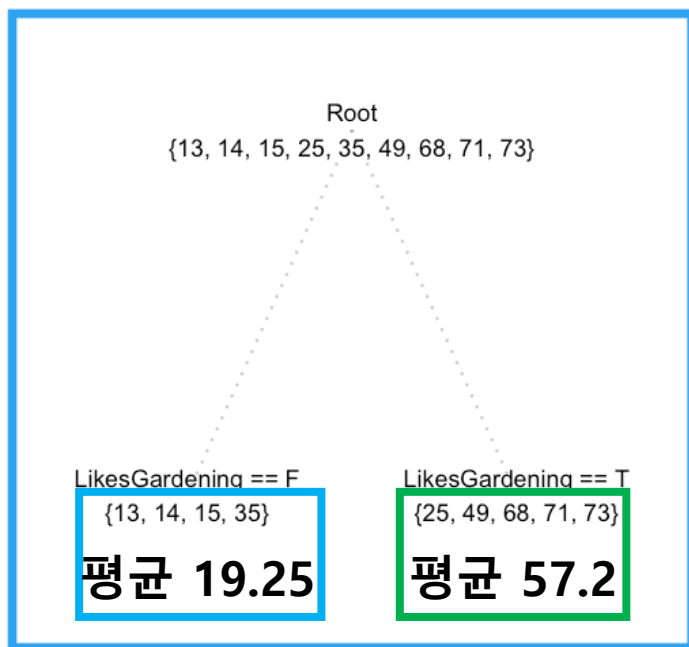 Root
{13, 14, 15, 25, 35, 49, 68, 71, 73}
LikesGardening == F
{13, 14, 15, 35}
평균 19.25
LikesGardening == T
{25, 49, 68, 71, 73}
평균 57.2